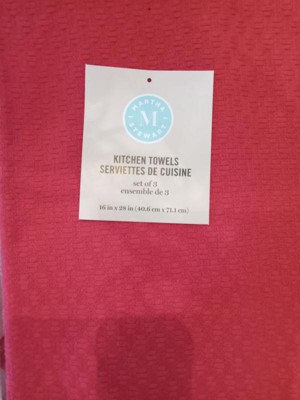 MARTHA
M
STEWART
KITCHEN TOWELS
SERVIETTES DE CUISINE
set of 3
ensemble de 3
16 in x 28 in (40.6 cm x 71.1 cm)